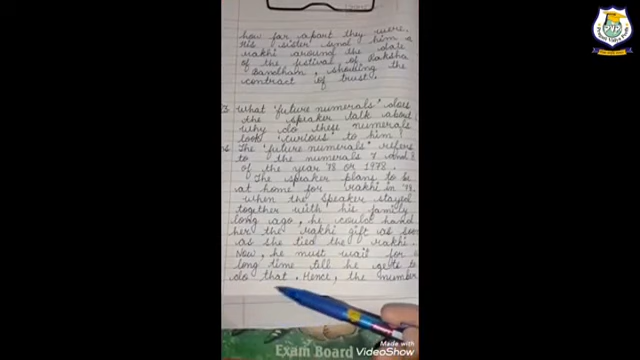 how far apart they were.
His sister send him a
rakhi around the date
of the festival of Raksha
Bandham, showing the
contract of trust.
What 'future numerals' does
the speaker talk about
why do these numerals
look 'curious' to him
The 'future numerals' refers
to the numerals 7 and 8
of the year '78 or 1978.
The speaker plans to be
at home for rakhi in '78.
when the speaker stayed
together with his family
long ago, he could hand
her the rakhi gift as soon
as she tied the rakhi.
Now, he must wait for a
long time till he gets to
do that. Hence, the number
Exam Board
Made with
VideoShow